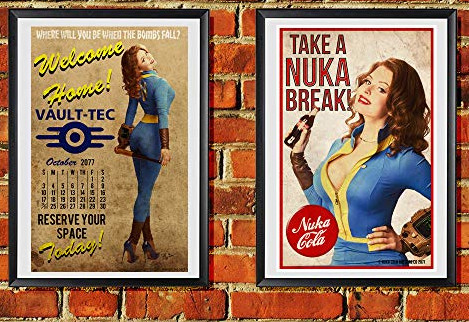 WHERE WILL YOU BE WHEN THE BOMBS FALL?
Welcome
Home!
VAULT-TEC
October 2077
S M T W T F S
RESERVE YOUR
SPACE
Today!
TAKE A
NUKA
BREAK!
Nuka
Cola